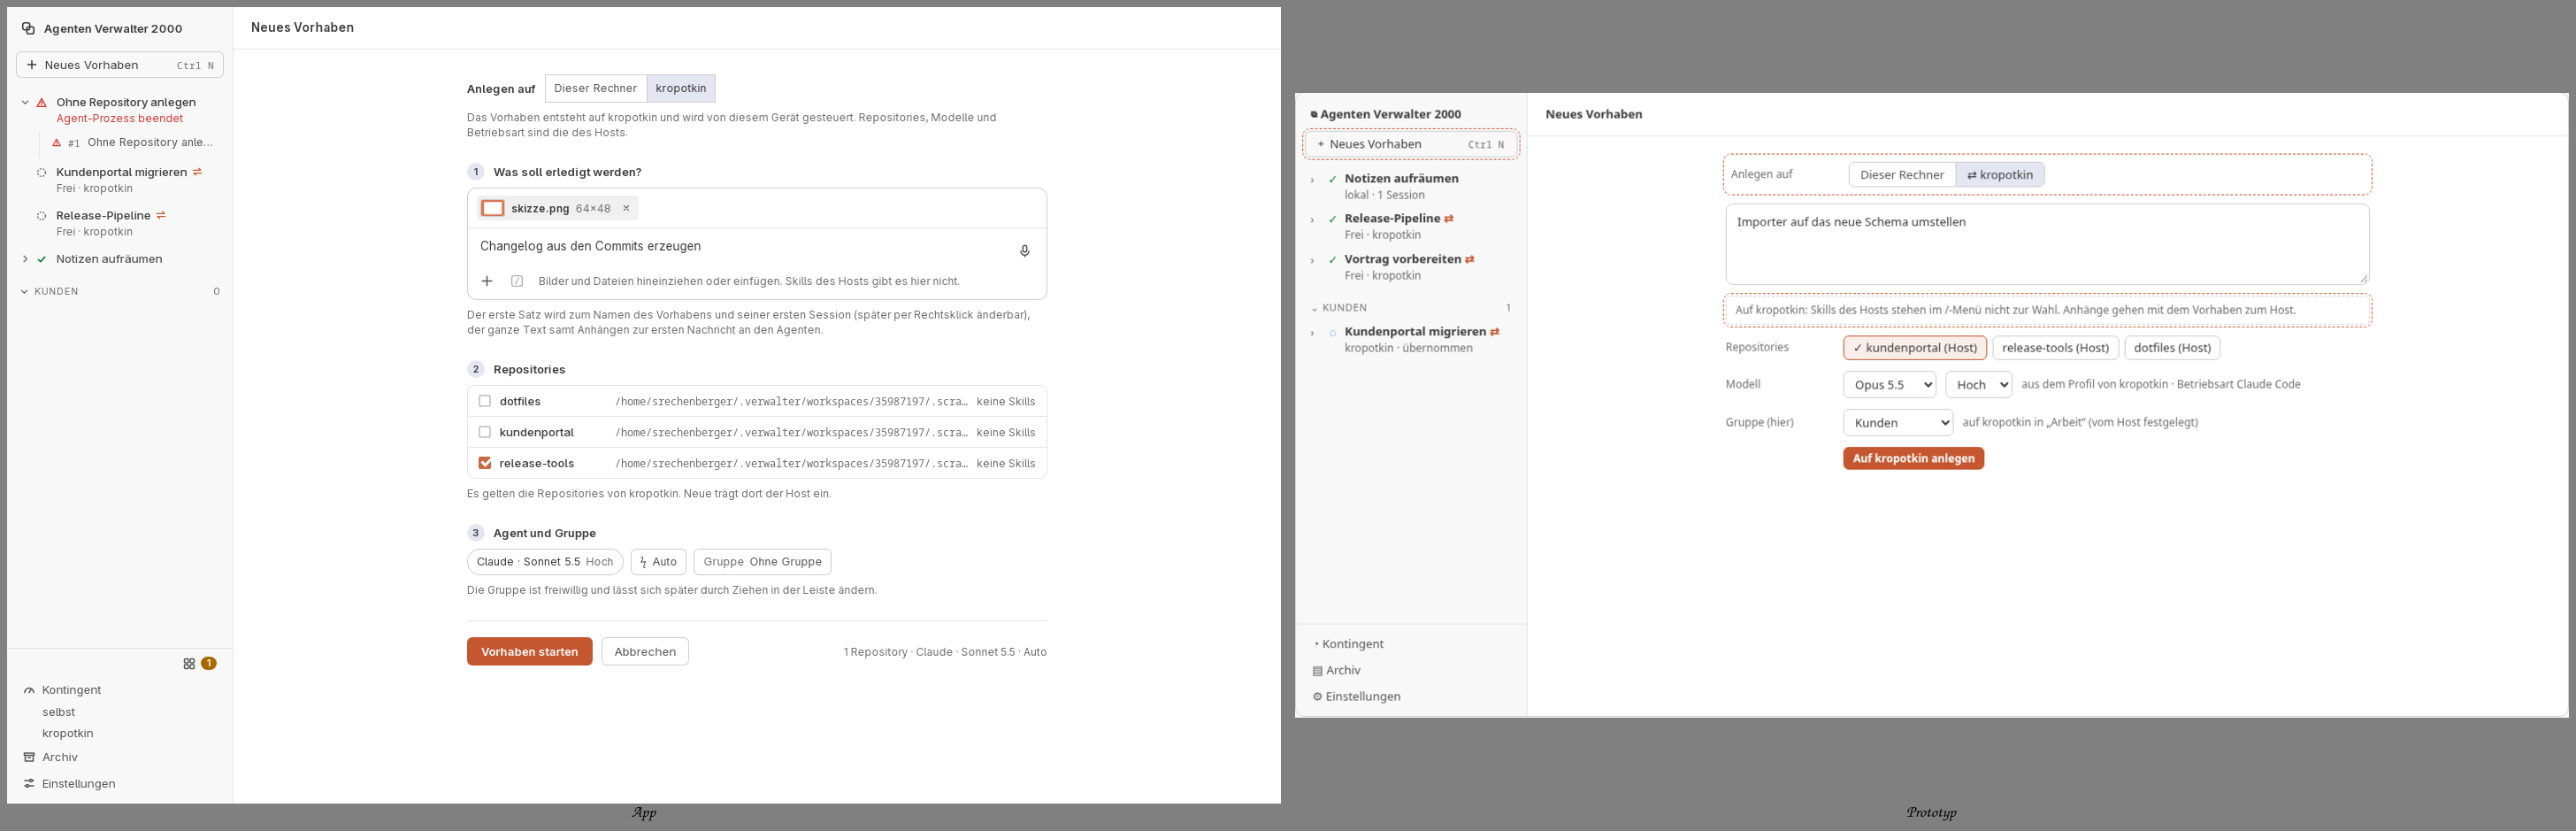 Agenten Verwalter 2000
Neues Vorhaben Ctrl N
Ohne Repository anlegen
Agent-Prozess beendet
#1 Ohne Repository anle…
Kundenportal migrieren ⇄
Frei · kropotkin
Release-Pipeline ⇄
Frei · kropotkin
Notizen aufräumen
KUNDEN 0
1
Kontingent
selbst
kropotkin
Archiv
Einstellungen
Neues Vorhaben
Anlegen auf Dieser Rechner kropotkin
Das Vorhaben entsteht auf kropotkin und wird von diesem Gerät gesteuert. Repositories, Modelle und
Betriebsart sind die des Hosts.
1 Was soll erledigt werden?
skizze.png 64×48 ×
Changelog aus den Commits erzeugen
+ / Bilder und Dateien hineinziehen oder einfügen. Skills des Hosts gibt es hier nicht.
Der erste Satz wird zum Namen des Vorhabens und seiner ersten Session (später per Rechtsklick änderbar),
der ganze Text samt Anhängen zur ersten Nachricht an den Agenten.
2 Repositories
dotfiles /home/srechenberger/.verwalter/workspaces/35987197/.scra… keine Skills
kundenportal /home/srechenberger/.verwalter/workspaces/35987197/.scra… keine Skills
release-tools /home/srechenberger/.verwalter/workspaces/35987197/.scra… keine Skills
Es gelten die Repositories von kropotkin. Neue trägt dort der Host ein.
3 Agent und Gruppe
Claude · Sonnet 5.5 Hoch Auto Gruppe Ohne Gruppe
Die Gruppe ist freiwillig und lässt sich später durch Ziehen in der Leiste ändern.
Vorhaben starten Abbrechen 1 Repository · Claude · Sonnet 5.5 · Auto
App
Agenten Verwalter 2000
+ Neues Vorhaben Ctrl N
› ✓ Notizen aufräumen
lokal · 1 Session
› ✓ Release-Pipeline ⇄
Frei · kropotkin
› ✓ Vortrag vorbereiten ⇄
Frei · kropotkin
KUNDEN 1
› Kundenportal migrieren ⇄
kropotkin · übernommen
Kontingent
Archiv
Einstellungen
Neues Vorhaben
Anlegen auf Dieser Rechner ⇄ kropotkin
Importer auf das neue Schema umstellen
Auf kropotkin: Skills des Hosts stehen im /-Menü nicht zur Wahl. Anhänge gehen mit dem Vorhaben zum Host.
Repositories ✓ kundenportal (Host) release-tools (Host) dotfiles (Host)
Modell Opus 5.5 Hoch aus dem Profil von kropotkin · Betriebsart Claude Code
Gruppe (hier) Kunden auf kropotkin in „Arbeit“ (vom Host festgelegt)
Auf kropotkin anlegen
Prototyp